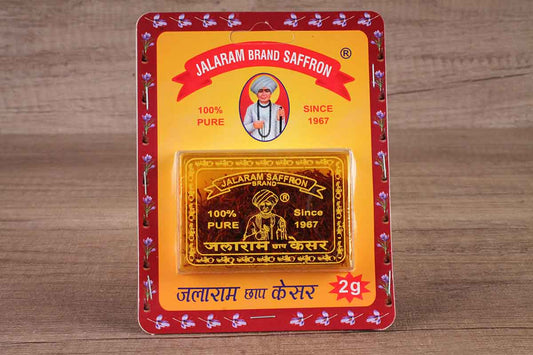 JALARAM BRAND SAFFRON ®
100% PURE
SINCE 1967
JALARAM SAFFRON
BRAND ®
100% PURE
Since 1967
जलाराम छाप केसर
जलाराम छाप केसर
2g